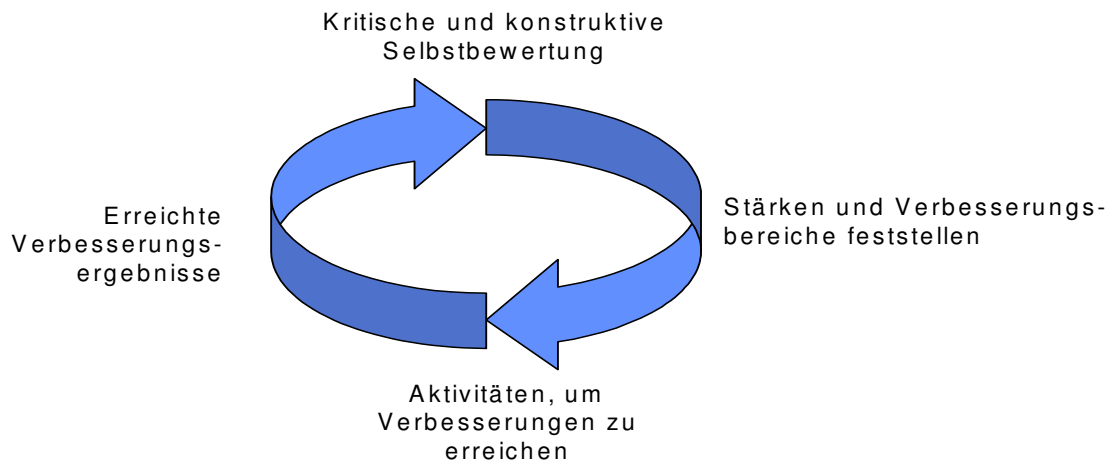 Kritische und konstruktive
Selbstbewertung
Stärken und Verbesserungs-
bereiche feststellen
Aktivitäten, um
Verbesserungen zu
erreichen
Erreichte
Verbesserungs-
ergebnisse